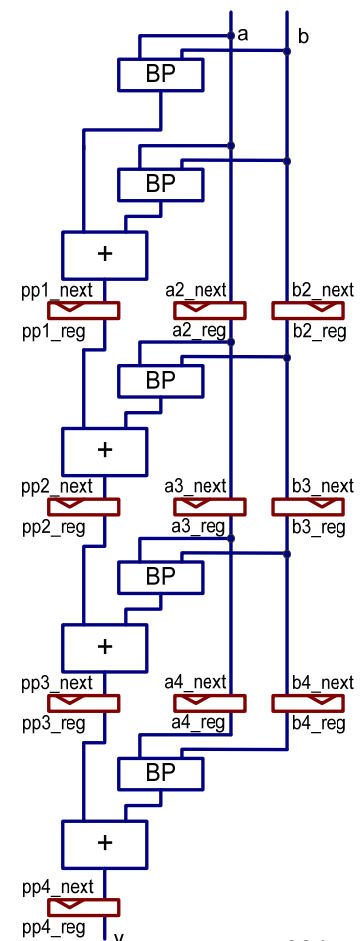 a b
BP
BP
+
pp1_next a2_next b2_next
pp1_reg a2_reg b2_reg
BP
+
pp2_next a3_next b3_next
pp2_reg a3_reg b3_reg
BP
+
pp3_next a4_next b4_next
pp3_reg a4_reg b4_reg
BP
+
pp4_next
pp4_reg y